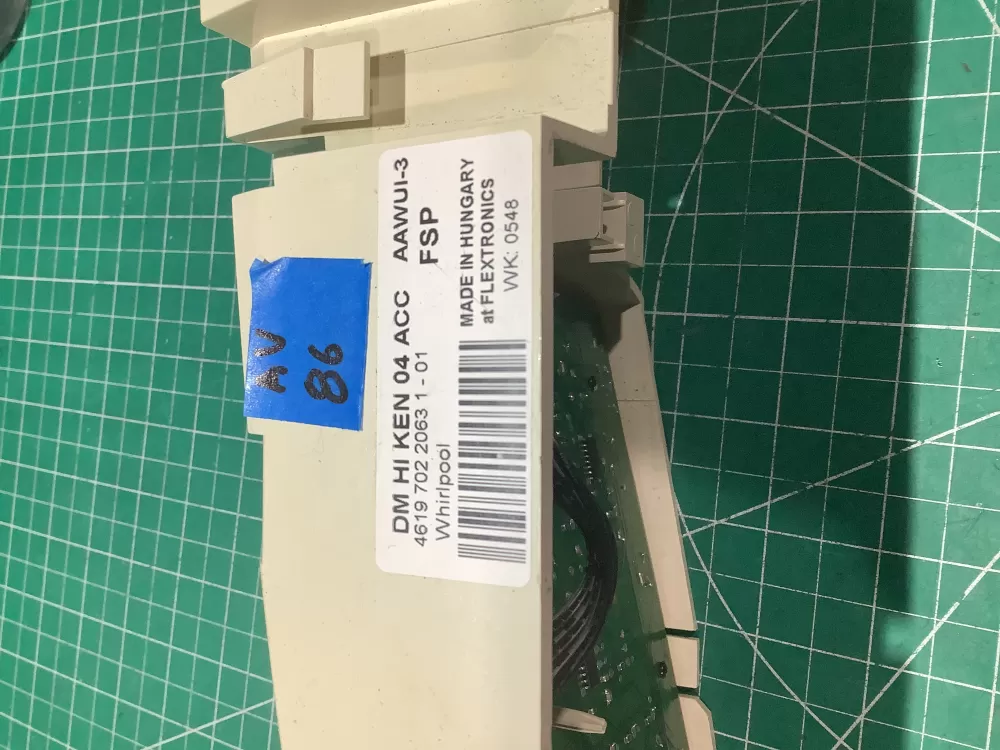 DM HI KEN 04 ACC AAWUI-3
4619 702 2063 1 - 01 FSP
Whirlpool
MADE IN HUNGARY
at FLEXTRONICS
WK: 0548
AV
86